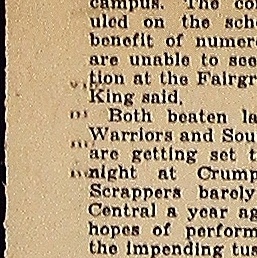 campus. The co
uled on the sch
benefit of numer
are unable to see
tion at the Fairgr
King said.
Both beaten la
Warriors and Sou
are getting set t
night at Crump
Scrappers barely
Central a year ag
hopes of perform
the impending tus